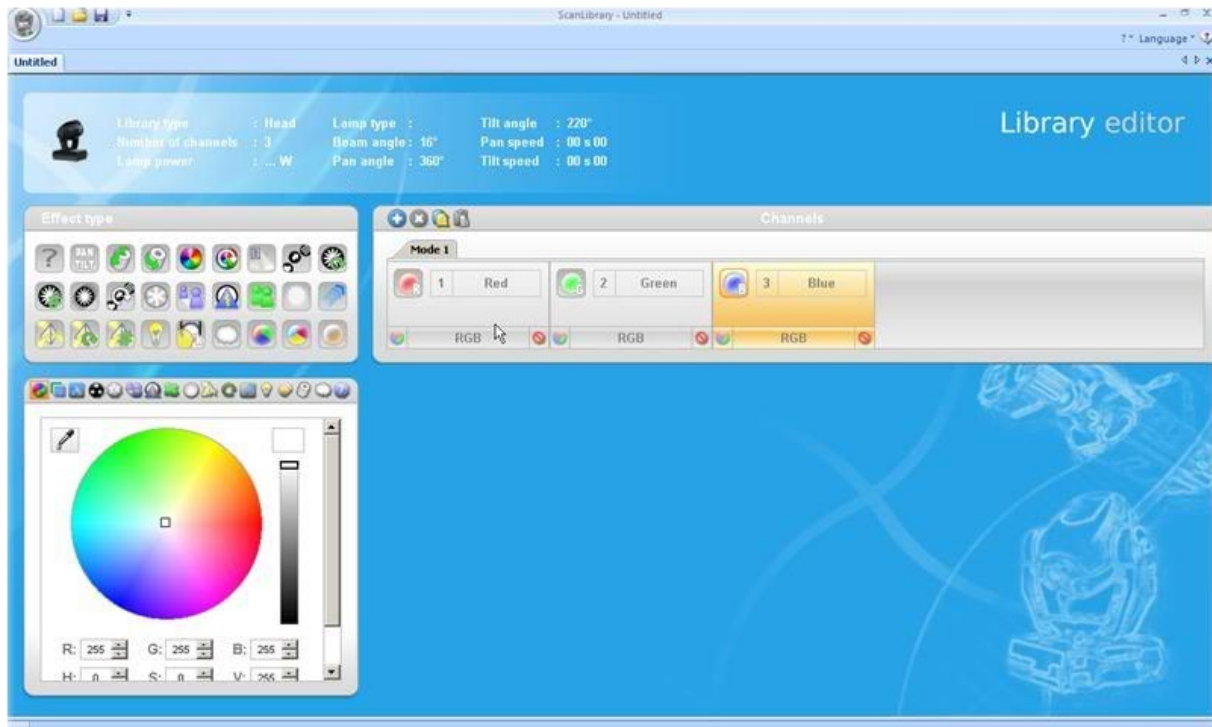 ScanLibrary - Untitled
? Language
Untitled
Library type : Head Lamp type : Tilt angle : 220°
Number of channels : 3 Beam angle : 16° Pan speed : 00 s 00
Lamp power : ... W Pan angle : 360° Tilt speed : 00 s 00
Library editor
Effect type
Channels
Mode 1
1 Red 2 Green 3 Blue
RGB RGB RGB
PAN
TILT
R: 255 G: 255 B: 255
H: 0 S: 0 V: 255